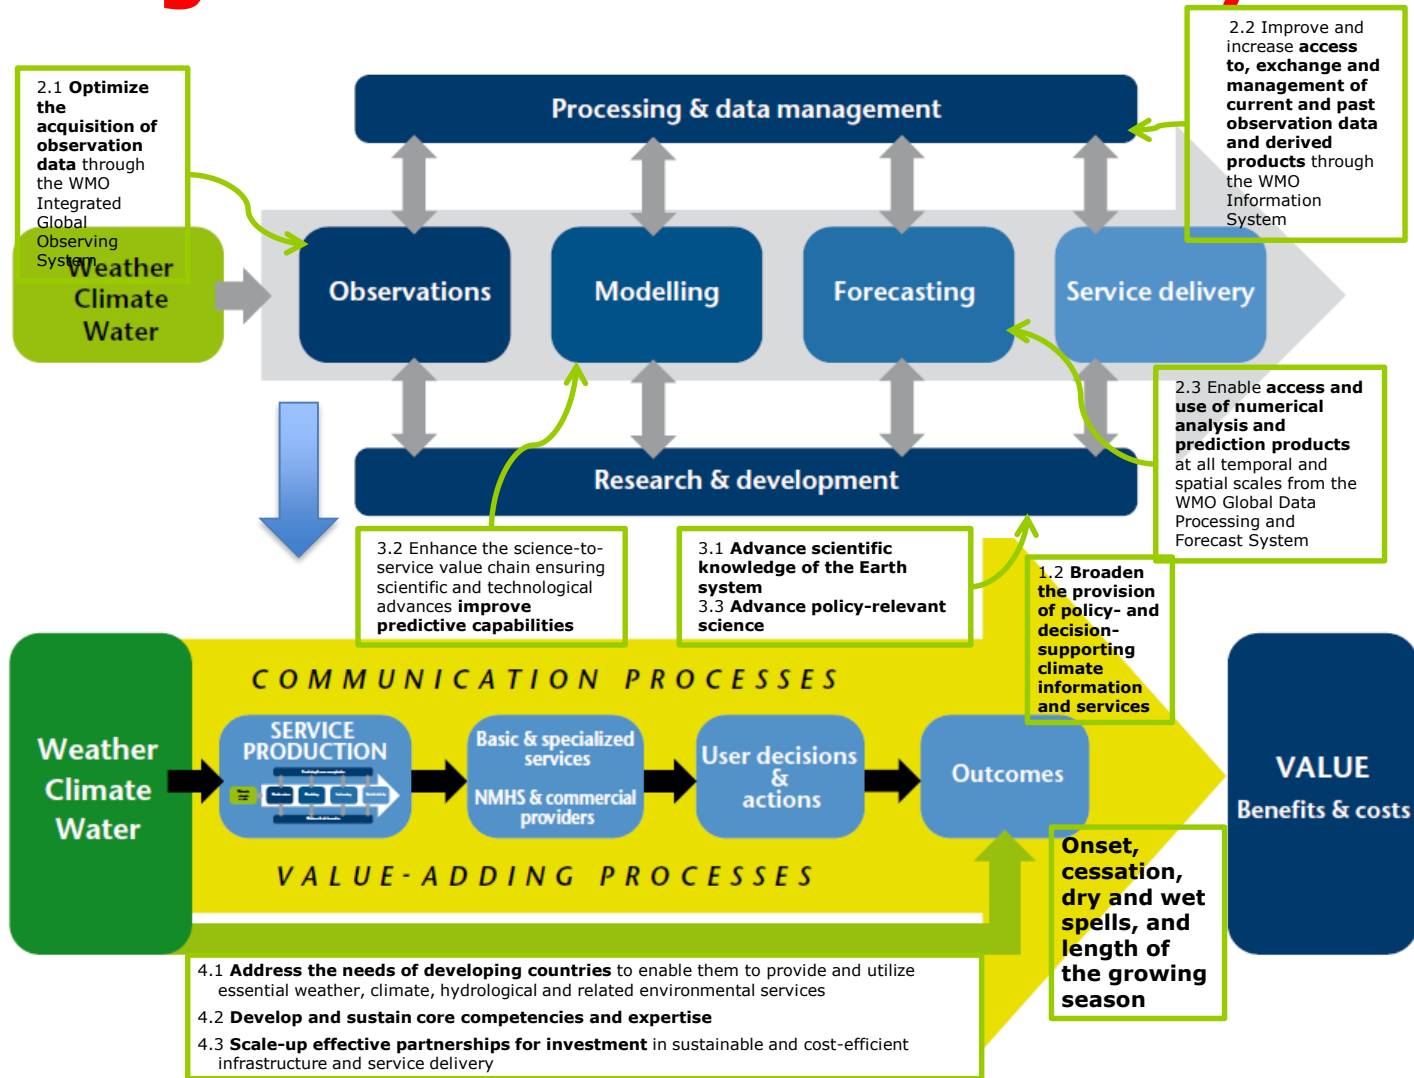 2.1 Optimize
the
acquisition of
observation
data through
the WMO
Integrated
Global
Observing
System
2.2 Improve and
increase access
to, exchange and
management of
current and past
observation data
and derived
products through
the WMO
Information
System
Processing & data management
Weather
Climate
Water
Observations
Modelling
Forecasting
Service delivery
2.3 Enable access and
use of numerical
analysis and
prediction products
at all temporal and
spatial scales from the
WMO Global Data
Processing and
Forecast System
Research & development
3.2 Enhance the science-to-
service value chain ensuring
scientific and technological
advances improve
predictive capabilities
3.1 Advance scientific
knowledge of the Earth
system
3.3 Advance policy-relevant
science
1.2 Broaden
the provision
of policy- and
decision-
supporting
climate
information
and services
COMMUNICATION PROCESSES
Weather
Climate
Water
SERVICE
PRODUCTION
Basic & specialized
services
NMHS & commercial
providers
User decisions
&
actions
Outcomes
VALUE
Benefits & costs
VALUE-ADDING PROCESSES
Onset,
cessation,
dry and wet
spells, and
length of
the growing
season
4.1 Address the needs of developing countries to enable them to provide and utilize
essential weather, climate, hydrological and related environmental services
4.2 Develop and sustain core competencies and expertise
4.3 Scale-up effective partnerships for investment in sustainable and cost-efficient
infrastructure and service delivery